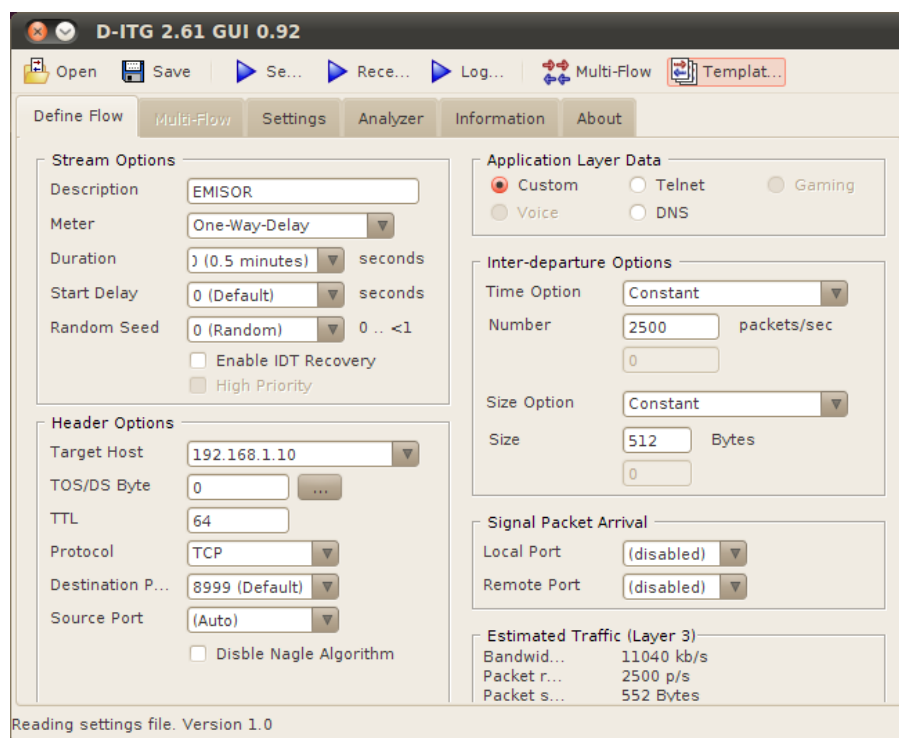 D-ITG 2.61 GUI 0.92
Open Save Se... Rece... Log... Multi-Flow Templat...
Define Flow Multi-Flow Settings Analyzer Information About
Stream Options
Description EMISOR
Meter One-Way-Delay
Duration (0.5 minutes) seconds
Start Delay 0 (Default) seconds
Random Seed 0 (Random) 0 .. <1
Enable IDT Recovery
High Priority
Header Options
Target Host 192.168.1.10
TOS/DS Byte 0 ...
TTL 64
Protocol TCP
Destination P... 8999 (Default)
Source Port (Auto)
Disble Nagle Algorithm
Application Layer Data
Custom Telnet Gaming
Voice DNS
Inter-departure Options
Time Option Constant
Number 2500 packets/sec
0
Size Option Constant
Size 512 Bytes
0
Signal Packet Arrival
Local Port (disabled)
Remote Port (disabled)
Estimated Traffic (Layer 3)
Bandwid... 11040 kb/s
Packet r... 2500 p/s
Packet s... 552 Bytes
Reading settings file. Version 1.0